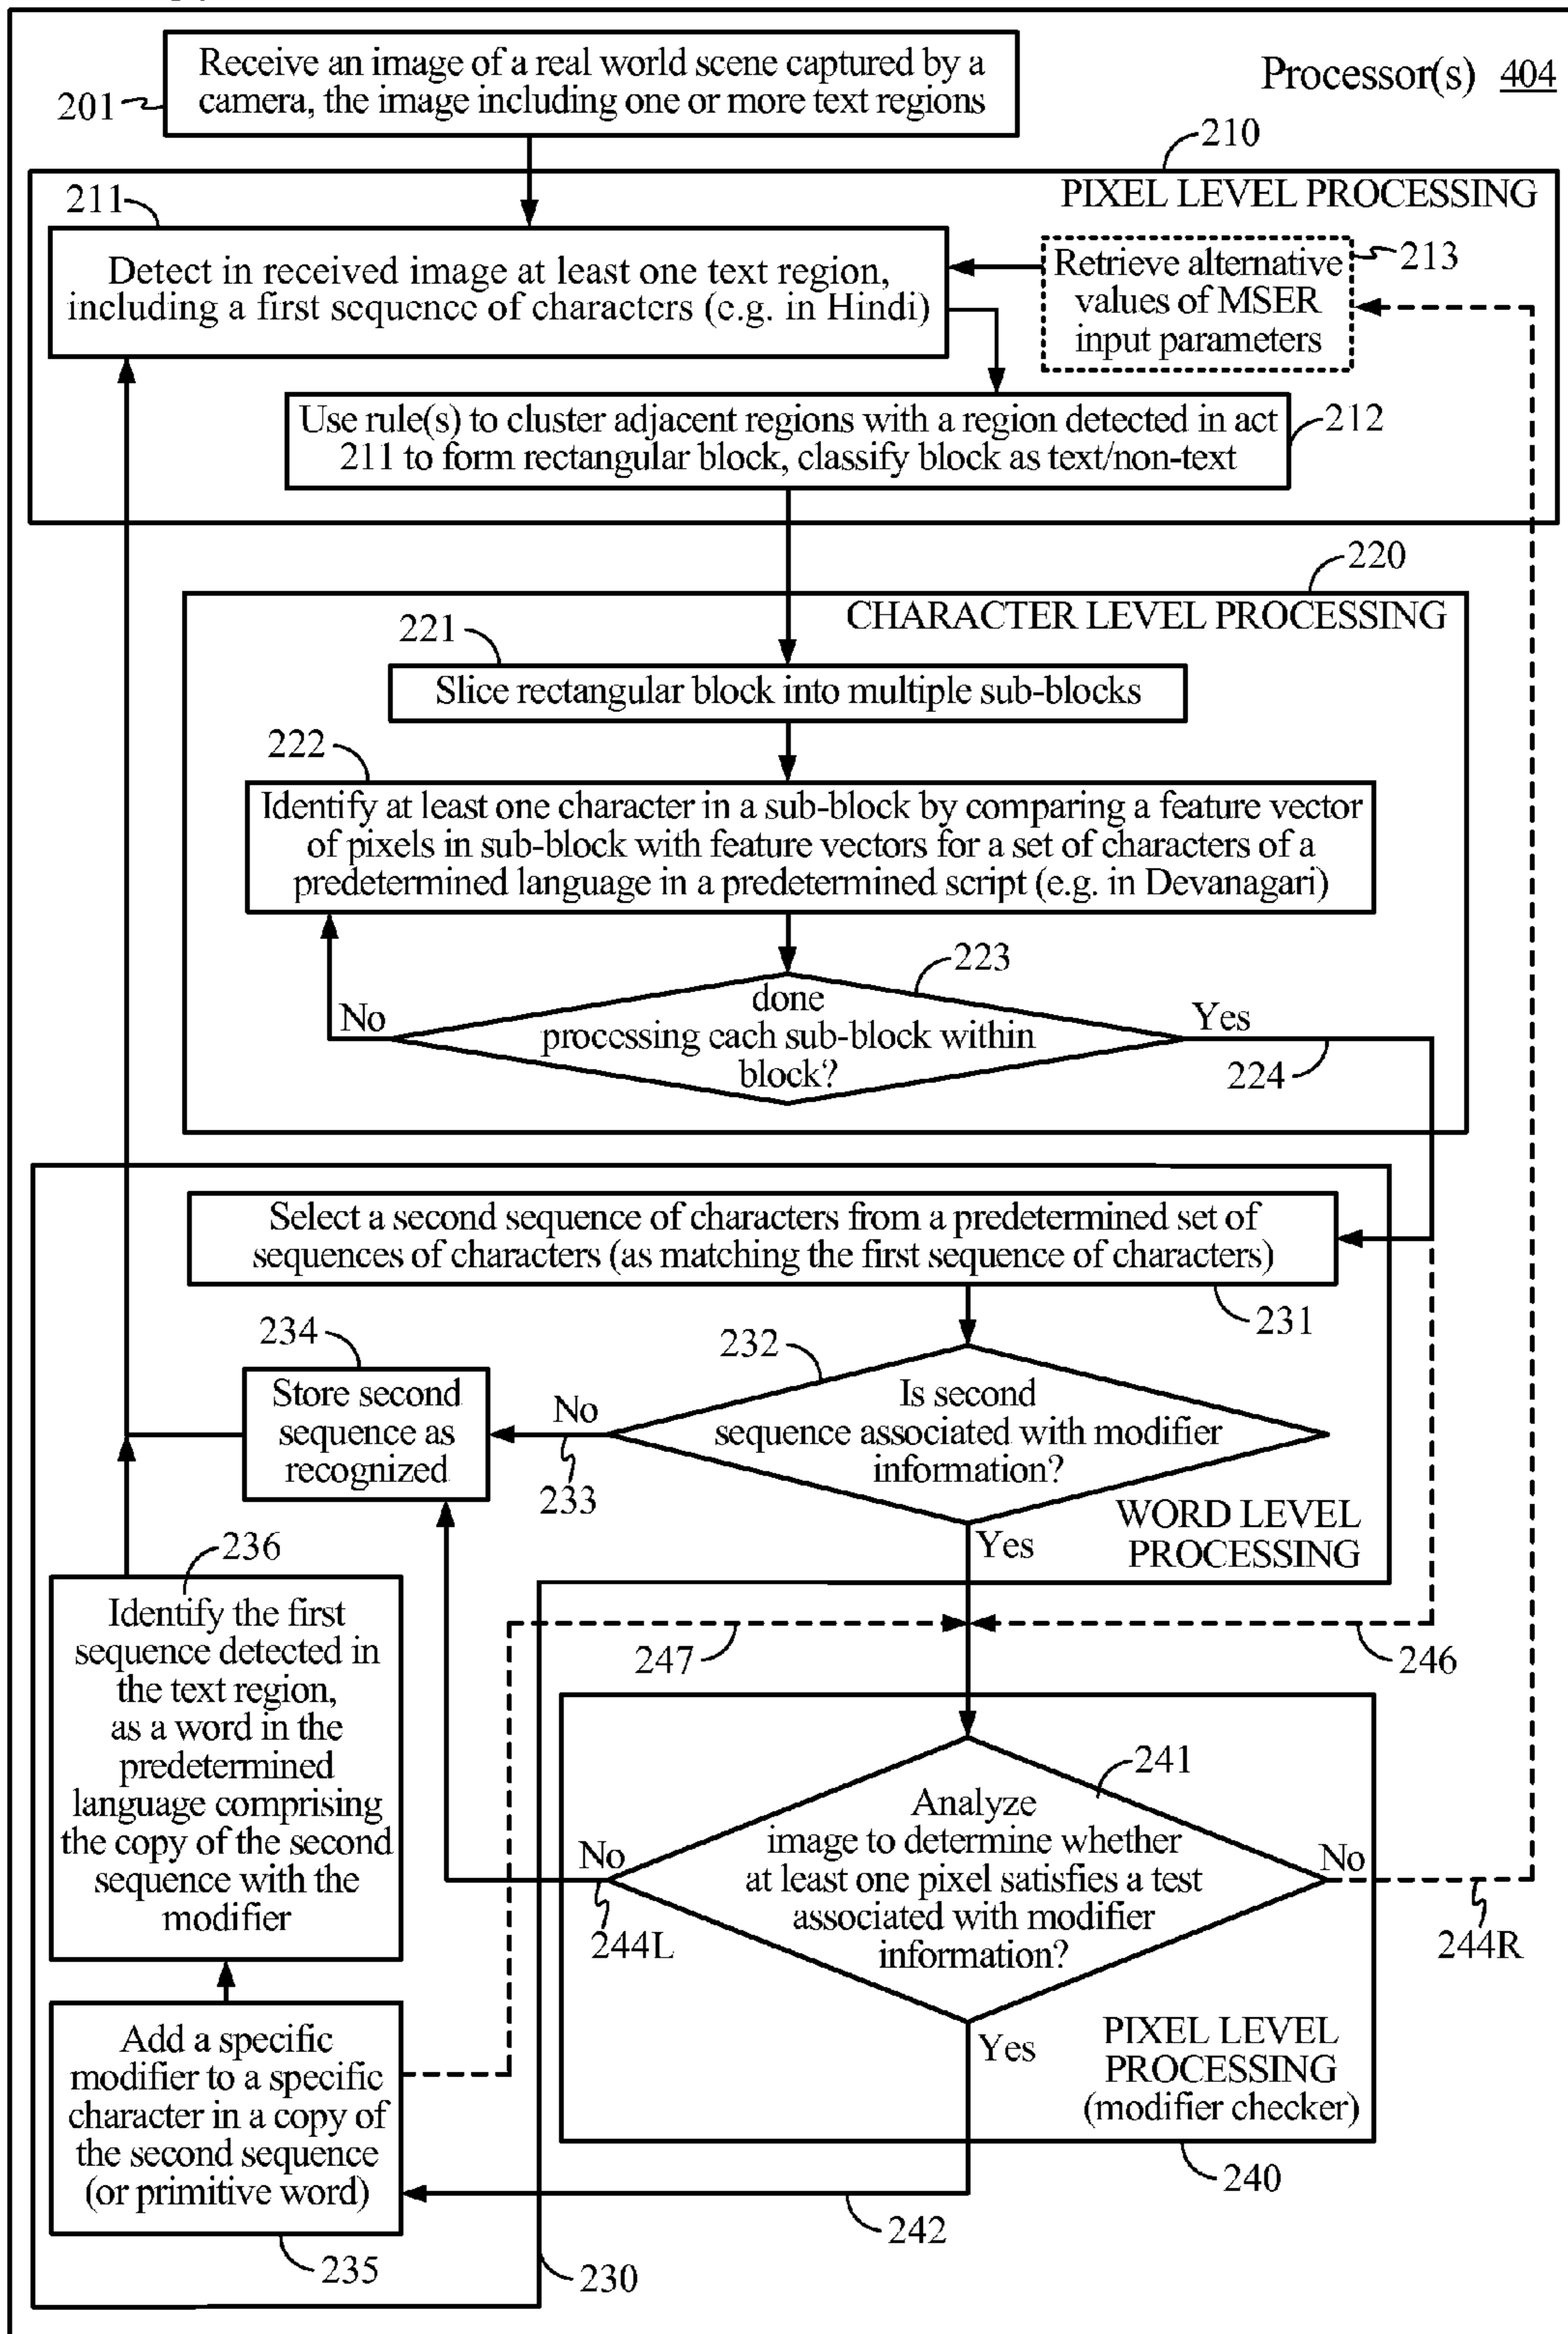 Receive an image of a real world scene captured by a
camera, the image including one or more text regions
201
Processor(s) 404
210
PIXEL LEVEL PROCESSING
211
Detect in received image at least one text region,
including a first sequence of characters (e.g. in Hindi)
Retrieve alternative
values of MSER
input parameters
213
Use rule(s) to cluster adjacent regions with a region detected in act
211 to form rectangular block, classify block as text/non-text
212
220
CHARACTER LEVEL PROCESSING
221
Slice rectangular block into multiple sub-blocks
222
Identify at least one character in a sub-block by comparing a feature vector
of pixels in sub-block with feature vectors for a set of characters of a
predetermined language in a predetermined script (e.g. in Devanagari)
223
done
processing each sub-block within
block?
No
Yes
224
Select a second sequence of characters from a predetermined set of
sequences of characters (as matching the first sequence of characters)
231
232
Is second
sequence associated with modifier
information?
No
233
Yes
234
Store second
sequence as
recognized
WORD LEVEL
PROCESSING
236
Identify the first
sequence detected in
the text region,
as a word in the
predetermined
language comprising
the copy of the second
sequence with the
modifier
247
246
241
Analyze
image to determine whether
at least one pixel satisfies a test
associated with modifier
information?
No
244L
No
244R
Yes
PIXEL LEVEL
PROCESSING
(modifier checker)
240
Add a specific
modifier to a specific
character in a copy of
the second sequence
(or primitive word)
235
242
230